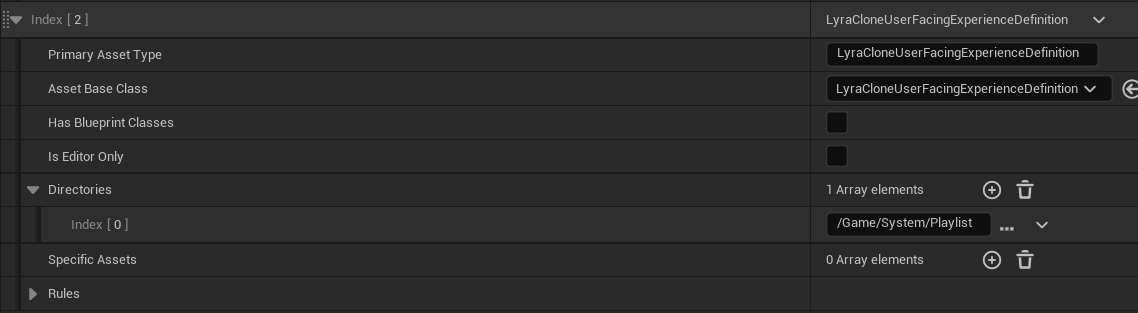 Index [ 2 ] LyraCloneUserFacingExperienceDefinition
Primary Asset Type LyraCloneUserFacingExperienceDefinition
Asset Base Class LyraCloneUserFacingExperienceDefinition
Has Blueprint Classes
Is Editor Only
Directories 1 Array elements
Index [ 0 ] /Game/System/Playlist ...
Specific Assets 0 Array elements
Rules